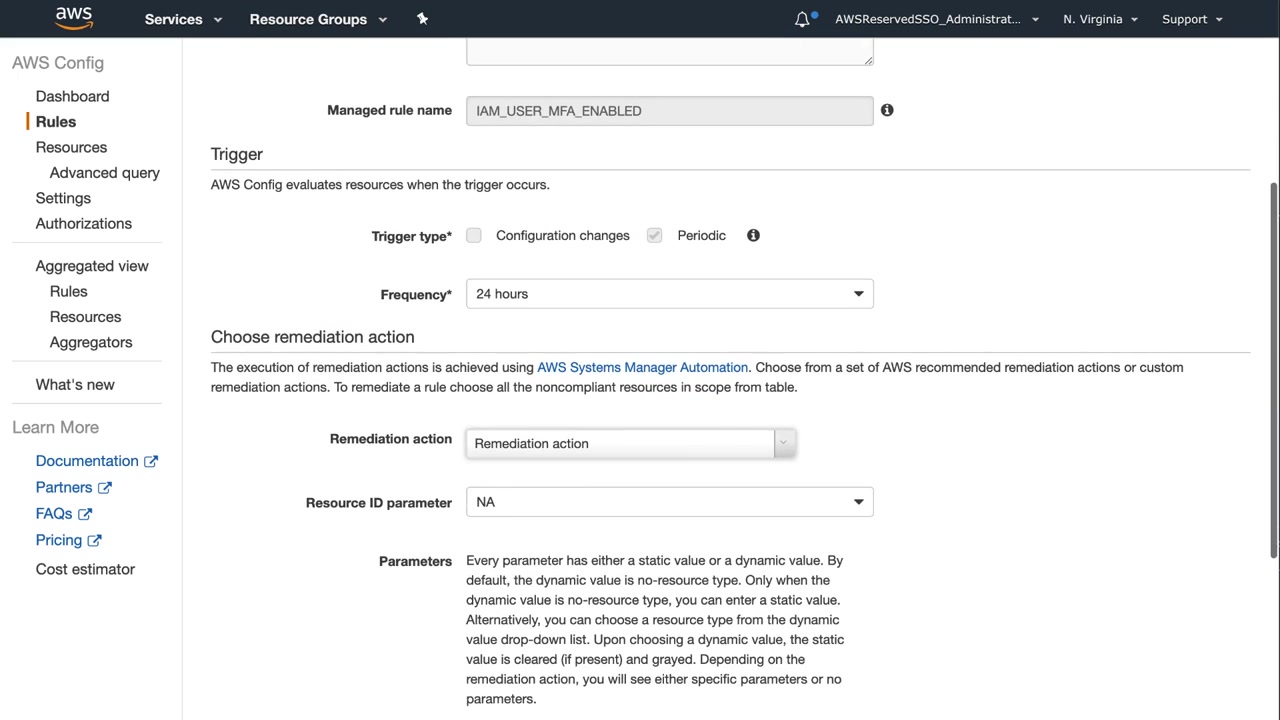 aws
Services
Resource Groups
AWSReservedSSO_Administrat...
N. Virginia
Support
AWS Config
Dashboard
Rules
Resources
Advanced query
Settings
Authorizations
Aggregated view
Rules
Resources
Aggregators
What's new
Learn More
Documentation
Partners
FAQs
Pricing
Cost estimator
Managed rule name
IAM_USER_MFA_ENABLED
Trigger
AWS Config evaluates resources when the trigger occurs.
Trigger type*
Configuration changes
Periodic
Frequency*
24 hours
Choose remediation action
The execution of remediation actions is achieved using AWS Systems Manager Automation. Choose from a set of AWS recommended remediation actions or custom
remediation actions. To remediate a rule choose all the noncompliant resources in scope from table.
Remediation action
Remediation action
Resource ID parameter
NA
Parameters
Every parameter has either a static value or a dynamic value. By
default, the dynamic value is no-resource type. Only when the
dynamic value is no-resource type, you can enter a static value.
Alternatively, you can choose a resource type from the dynamic
value drop-down list. Upon choosing a dynamic value, the static
value is cleared (if present) and grayed. Depending on the
remediation action, you will see either specific parameters or no
parameters.